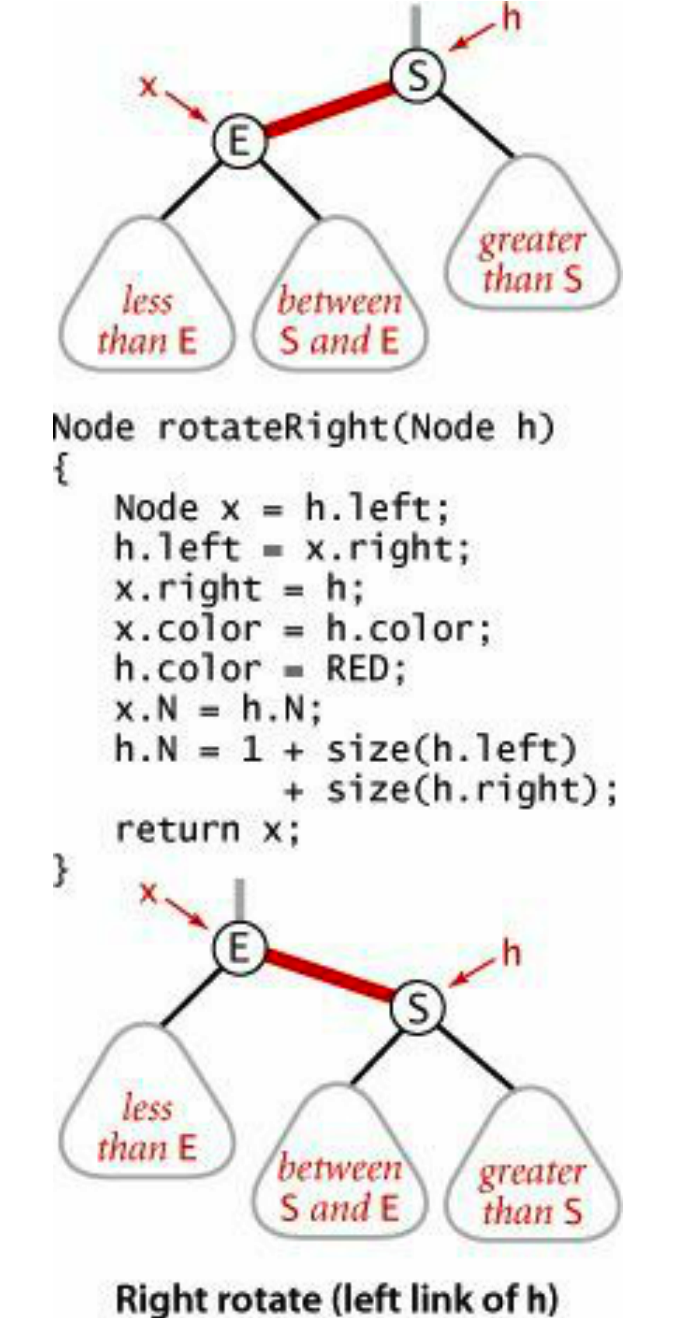 h
S
x
E
greater
than S
less
than E
between
S and E
Node rotateRight(Node h)
{
   Node x = h.left;
   h.left = x.right;
   x.right = h;
   x.color = h.color;
   h.color = RED;
   x.N = h.N;
   h.N = 1 + size(h.left)
           + size(h.right);
   return x;
}
x
E
h
S
less
than E
between
S and E
greater
than S
Right rotate (left link of h)